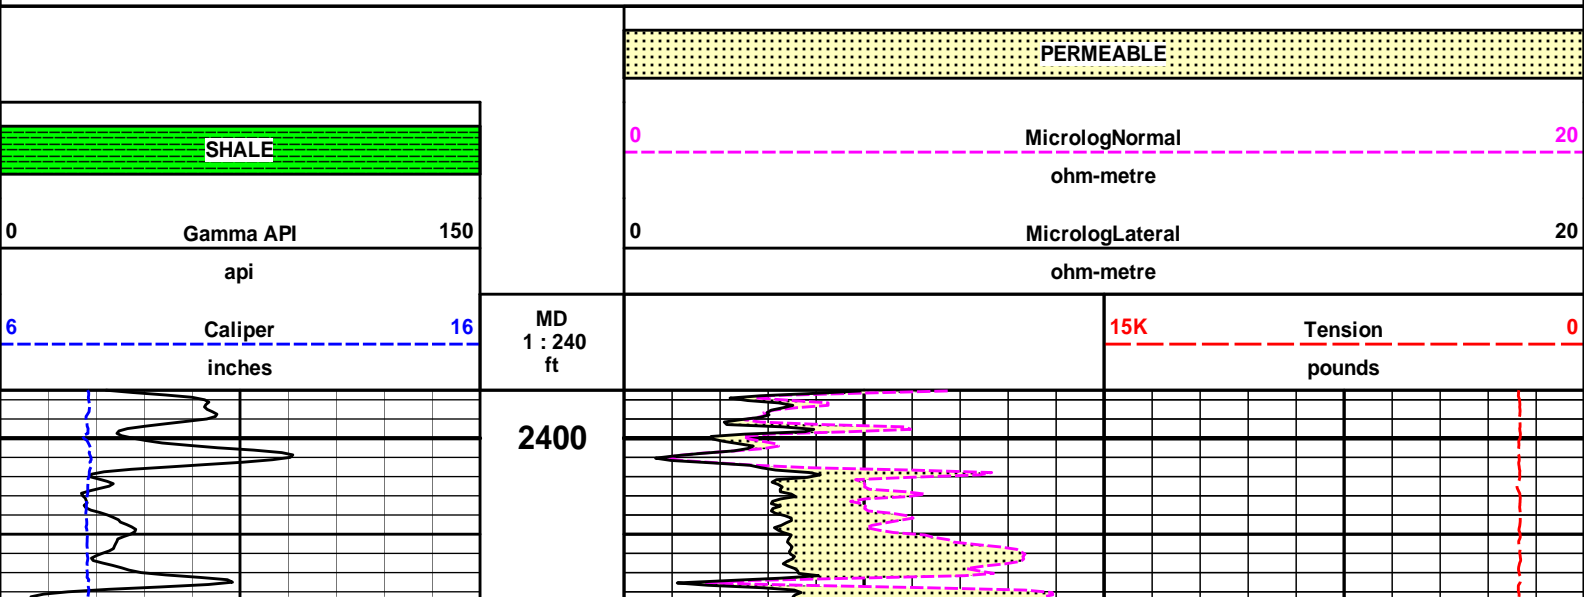 PERMEABLE
SHALE
0 MicrologNormal 20
ohm-metre
0 Gamma API 150
api
0 MicrologLateral 20
ohm-metre
6 Caliper 16
inches
MD
1 : 240
ft
15K Tension 0
pounds
2400